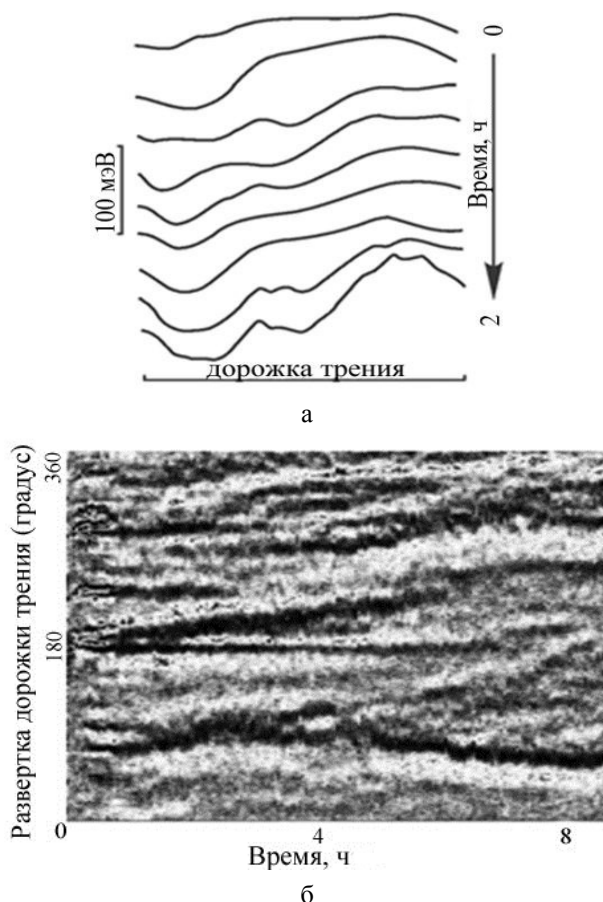 0
Время, ч
2
100 мэВ
дорожка трения
а
Развертка дорожки трения (градус)
360
180
0
4
8
Время, ч
б